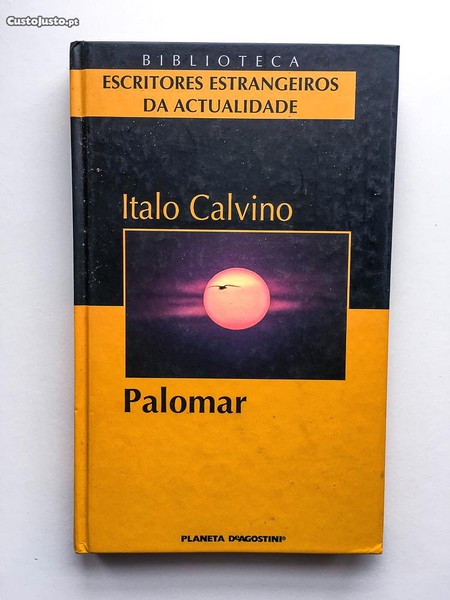 CustoJusto.pt
BIBLIOTECA
ESCRITORES ESTRANGEIROS
DA ACTUALIDADE
Italo Calvino
Palomar
PLANETA DeAGOSTINI®